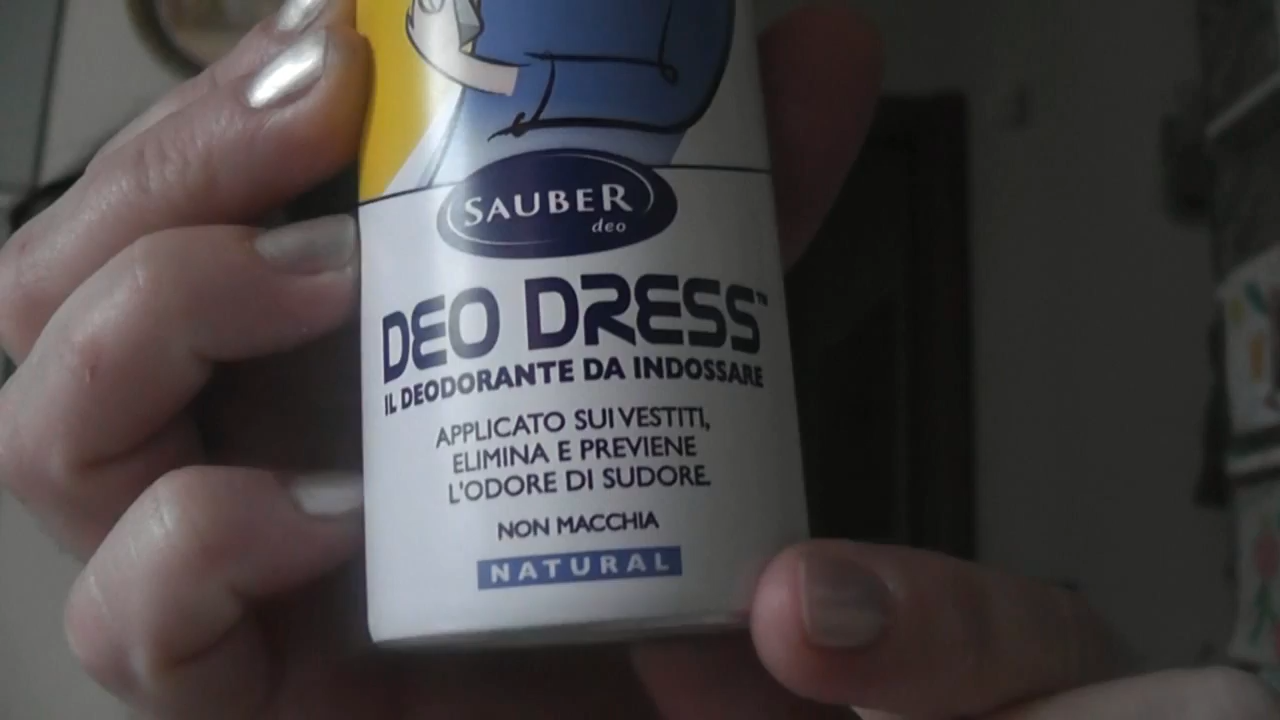 SAUBER
deo
DEO DRESS™
IL DEODORANTE DA INDOSSARE
APPLICATO SUI VESTITI,
ELIMINA E PREVIENE
L'ODORE DI SUDORE.
NON MACCHIA
NATURAL